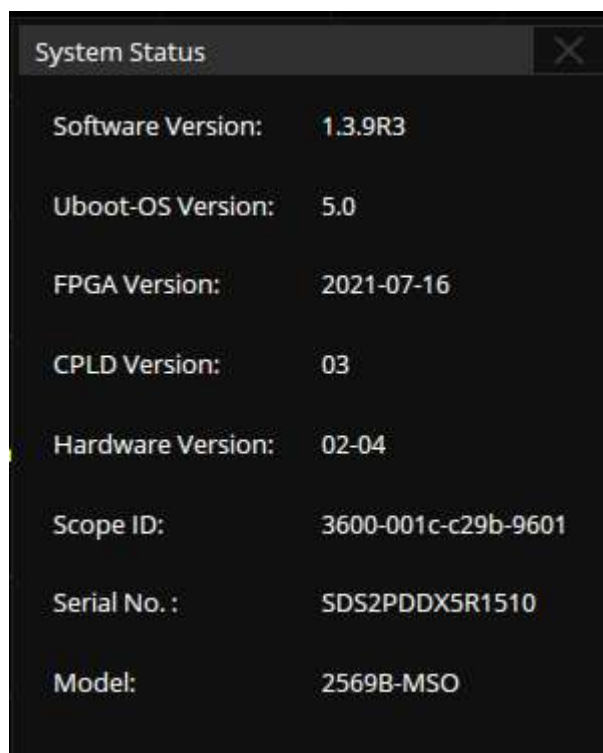 System Status
Software Version: 1.3.9R3
Uboot-OS Version: 5.0
FPGA Version: 2021-07-16
CPLD Version: 03
Hardware Version: 02-04
Scope ID: 3600-001c-c29b-9601
Serial No. : SDS2PDDX5R1510
Model: 2569B-MSO